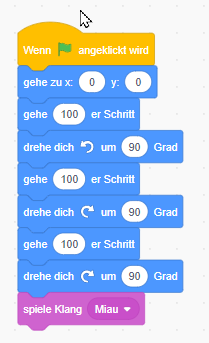 Wenn angeklickt wird
gehe zu x: 0 y: 0
gehe 100 er Schritt
drehe dich um 90 Grad
gehe 100 er Schritt
drehe dich um 90 Grad
gehe 100 er Schritt
drehe dich um 90 Grad
spiele Klang Miau